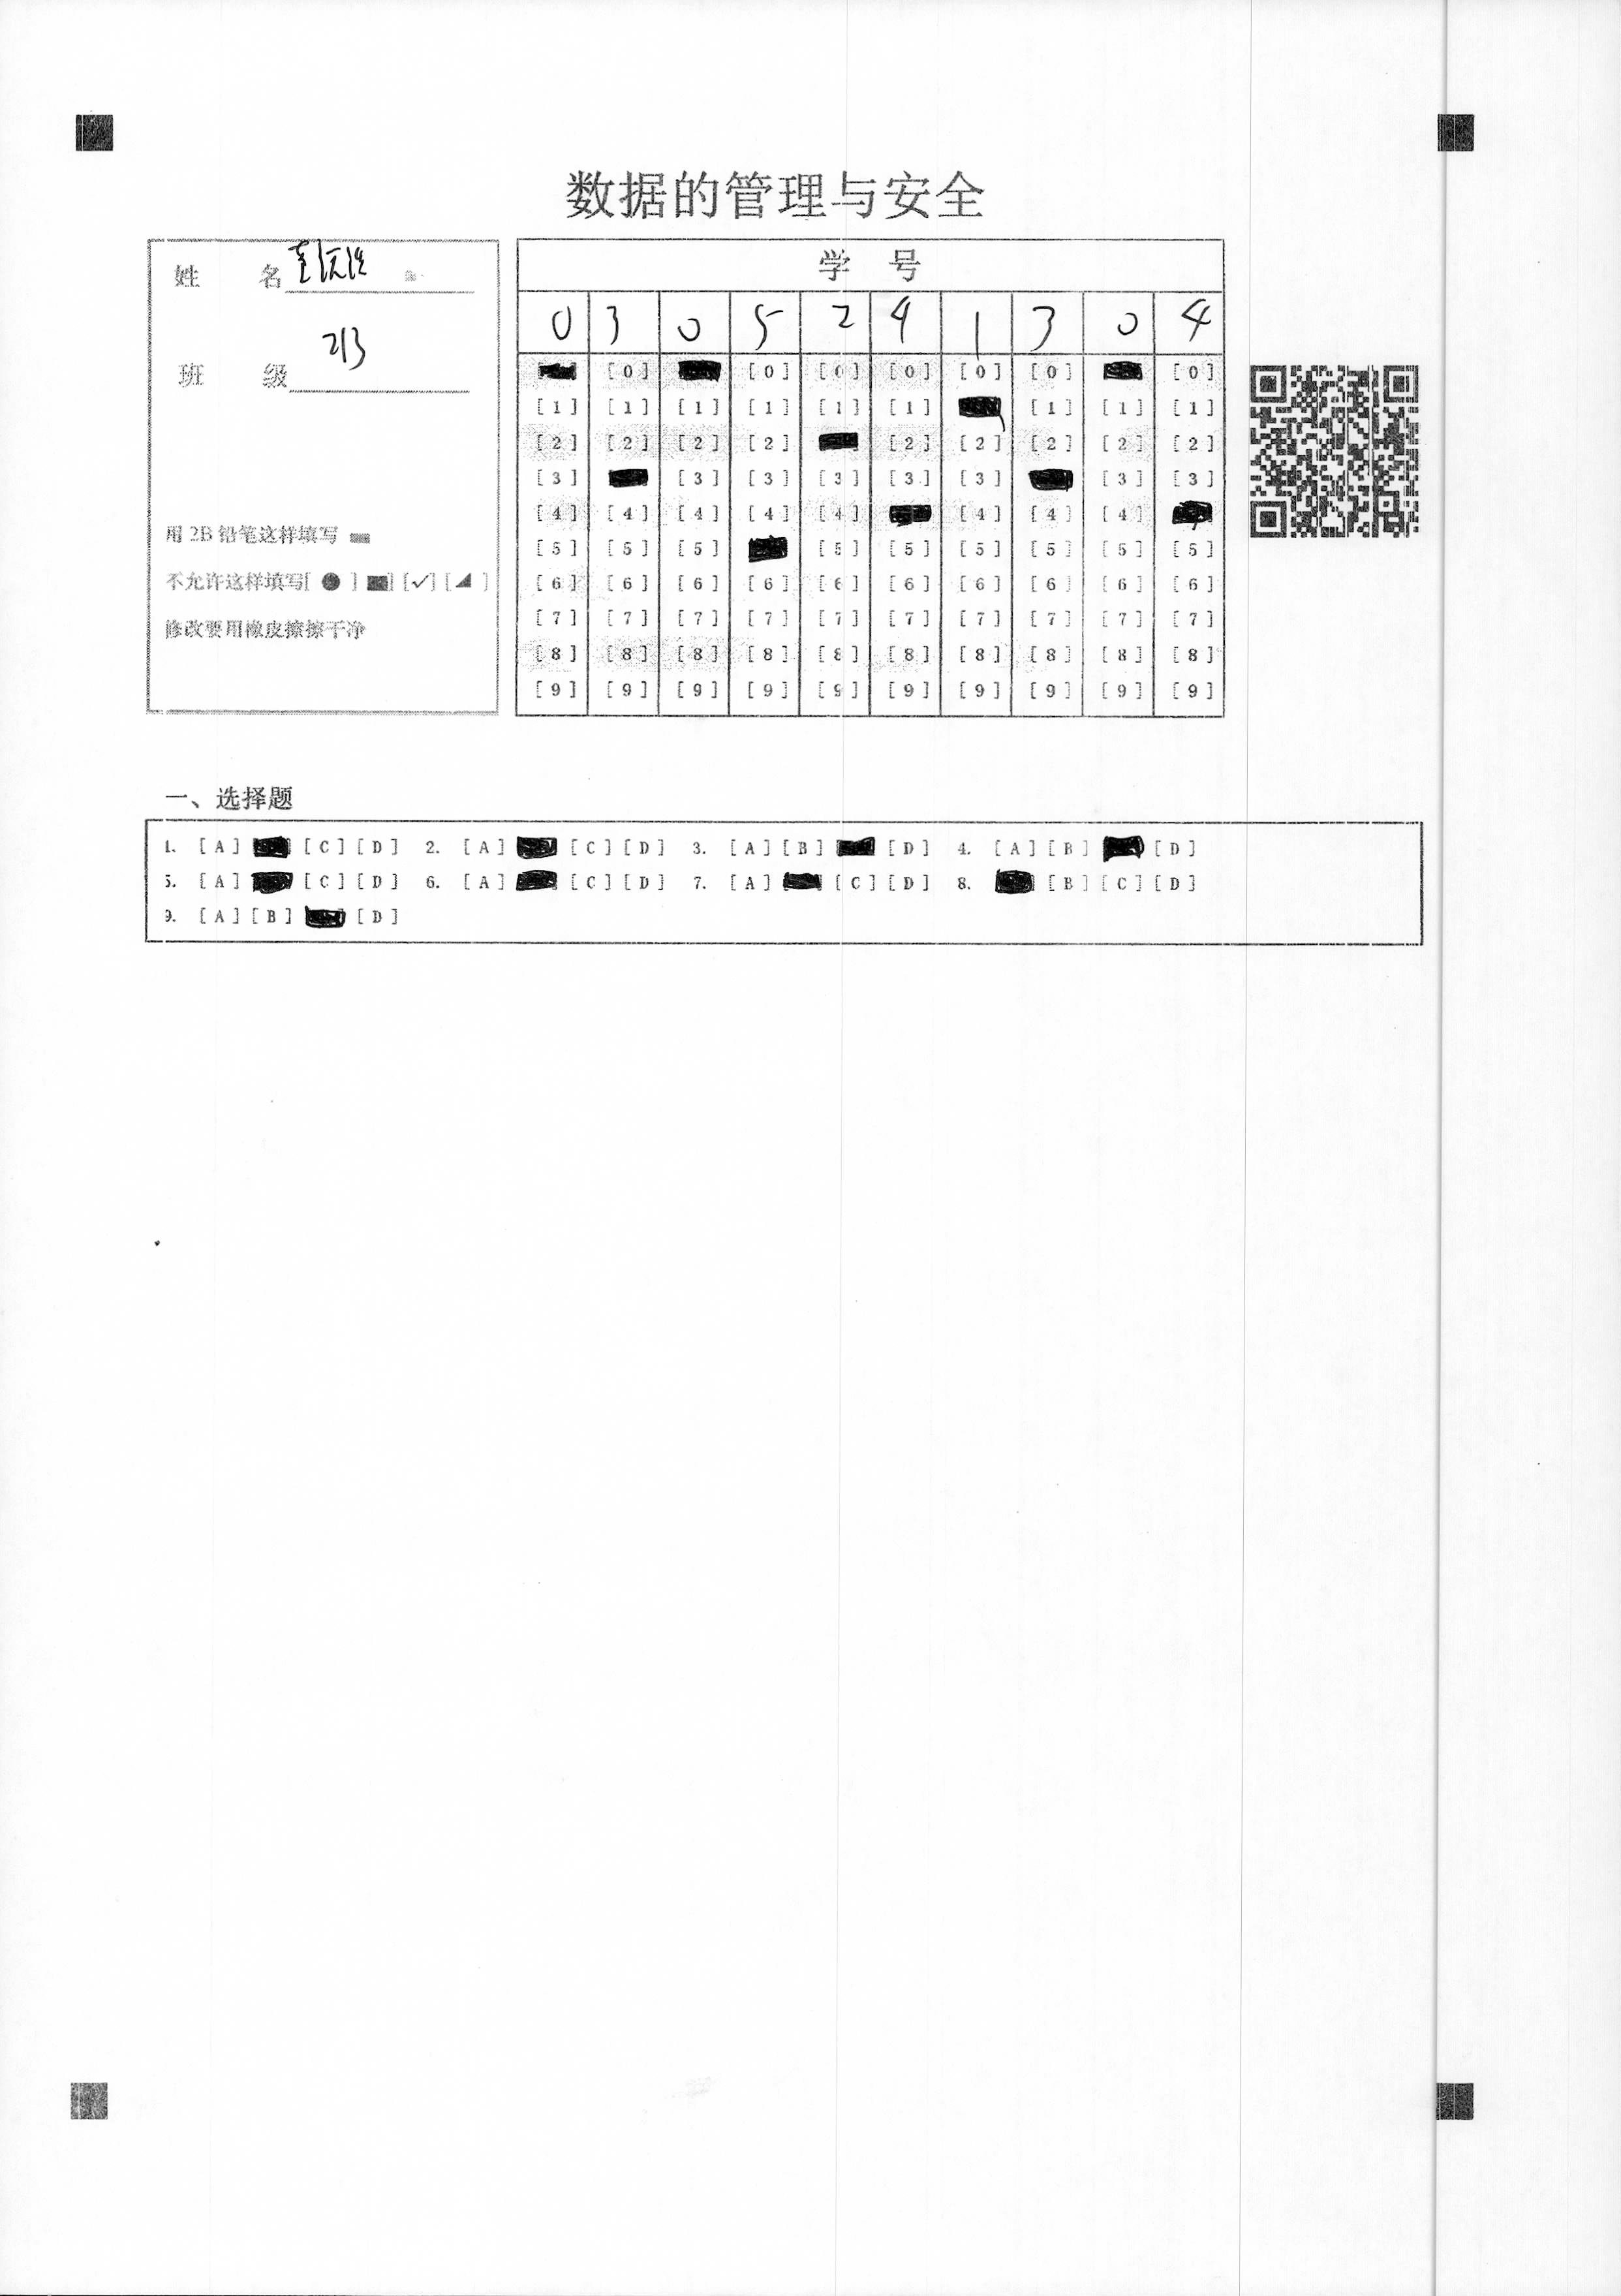 数据的管理与安全
姓 名
班 级 213
用 2B 铅笔这样填写
不允许这样填写[ ● ] [ ■ ] [✓] [◢ ]
修改要用橡皮擦擦干净
学 号
0 3 0 5 2 4 1 3 0 4
[0] [0] [0] [0] [0] [0] [0]
[1] [1] [1] [1] [1] [1] [1] [1] [1]
[2] [2] [2] [2] [2] [2] [2] [2] [2]
[3] [3] [3] [3] [3] [3] [3] [3]
[4] [4] [4] [4] [4] [4] [4] [4]
[5] [5] [5] [5] [5] [5] [5] [5] [5]
[6] [6] [6] [6] [6] [6] [6] [6] [6] [6]
[7] [7] [7] [7] [7] [7] [7] [7] [7] [7]
[8] [8] [8] [8] [8] [8] [8] [8] [8] [8]
[9] [9] [9] [9] [9] [9] [9] [9] [9] [9]
一、选择题
1. [A] [C] [D] 2. [A] [C] [D] 3. [A] [B] [D] 4. [A] [B] [D]
5. [A] [C] [D] 6. [A] [C] [D] 7. [A] [C] [D] 8. [B] [C] [D]
9. [A] [B] [D]